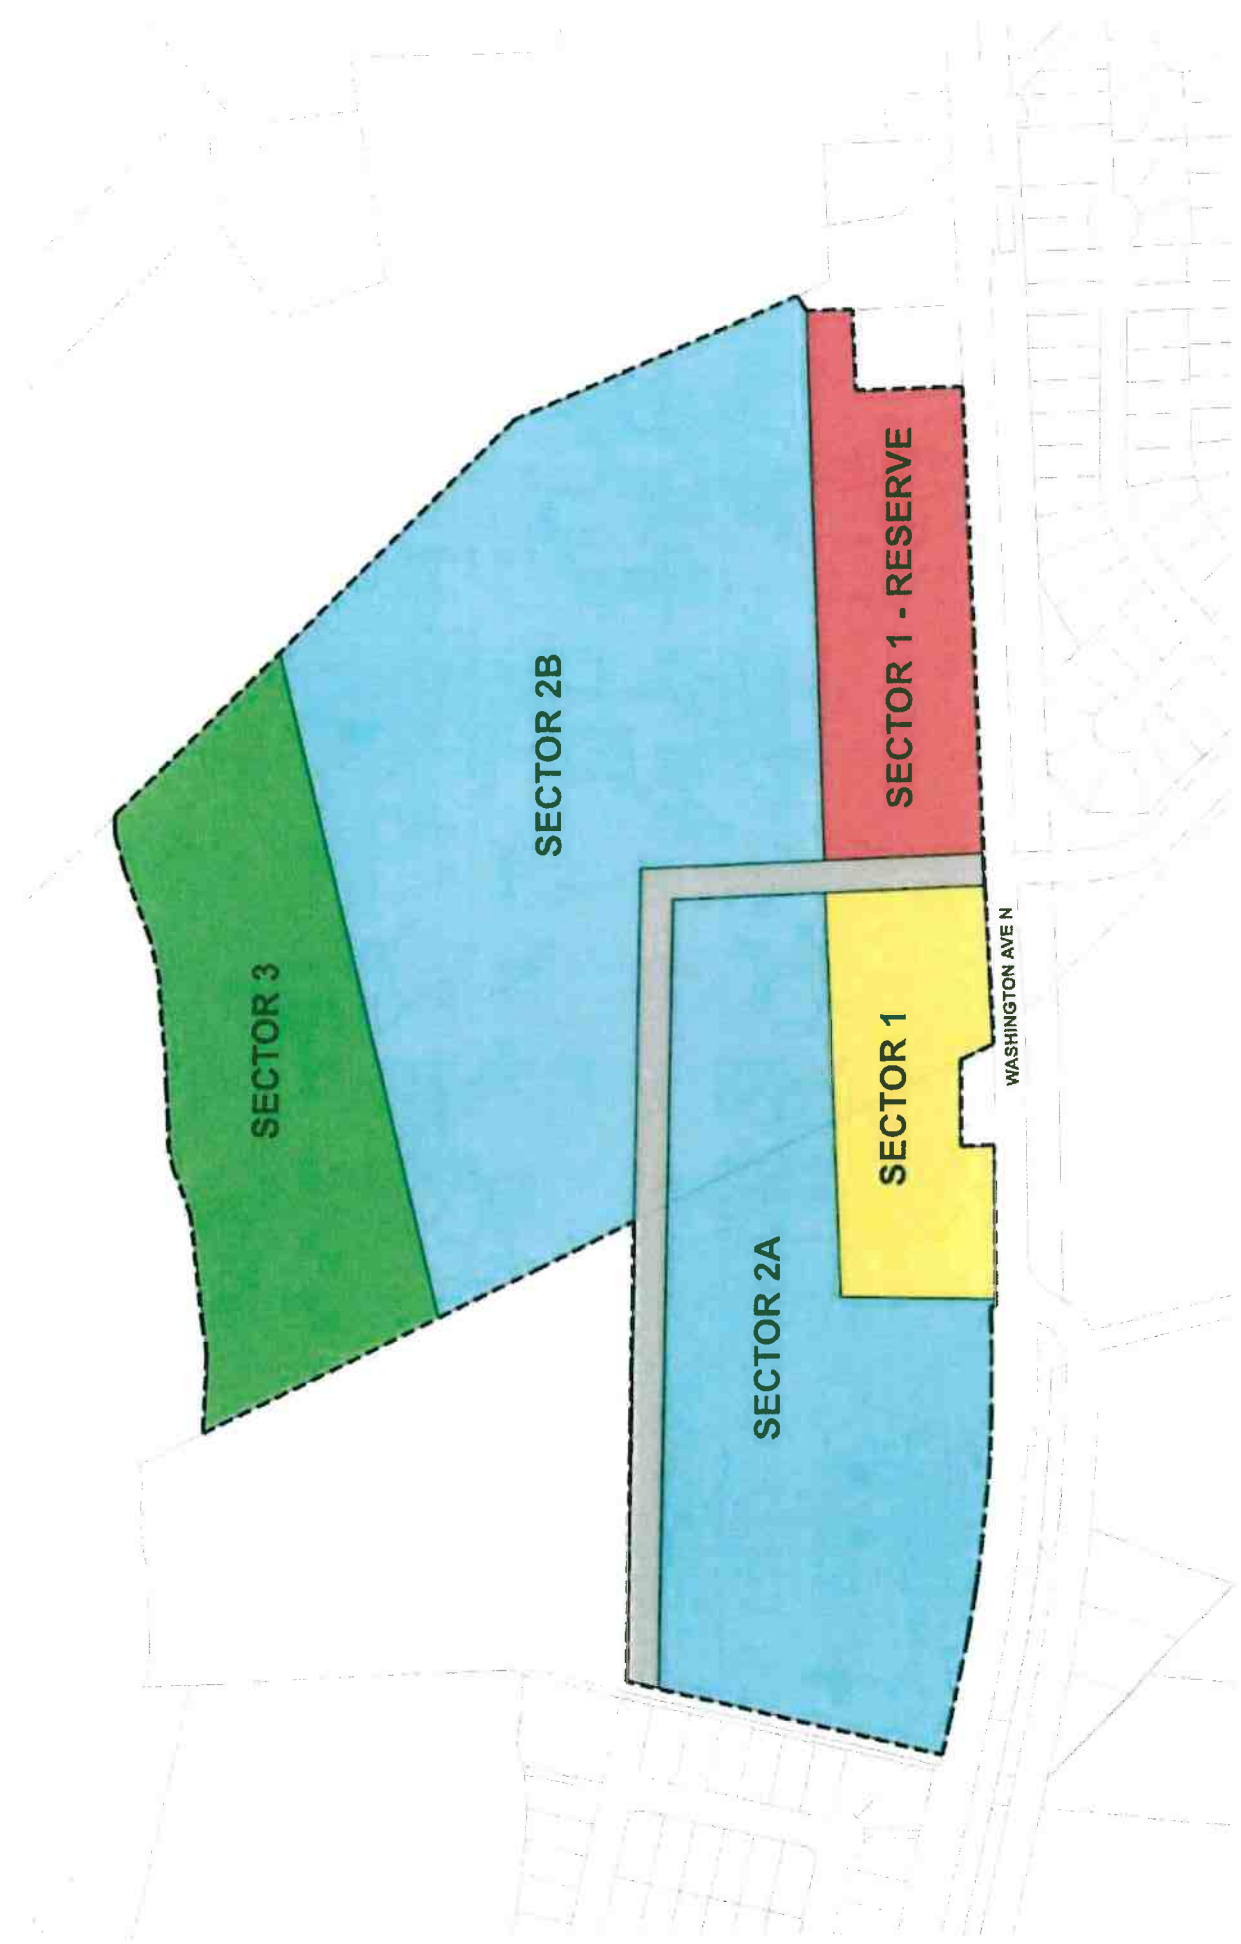 SECTOR 3
SECTOR 2B
SECTOR 2A
SECTOR 1
SECTOR 1 - RESERVE
WASHINGTON AVE N